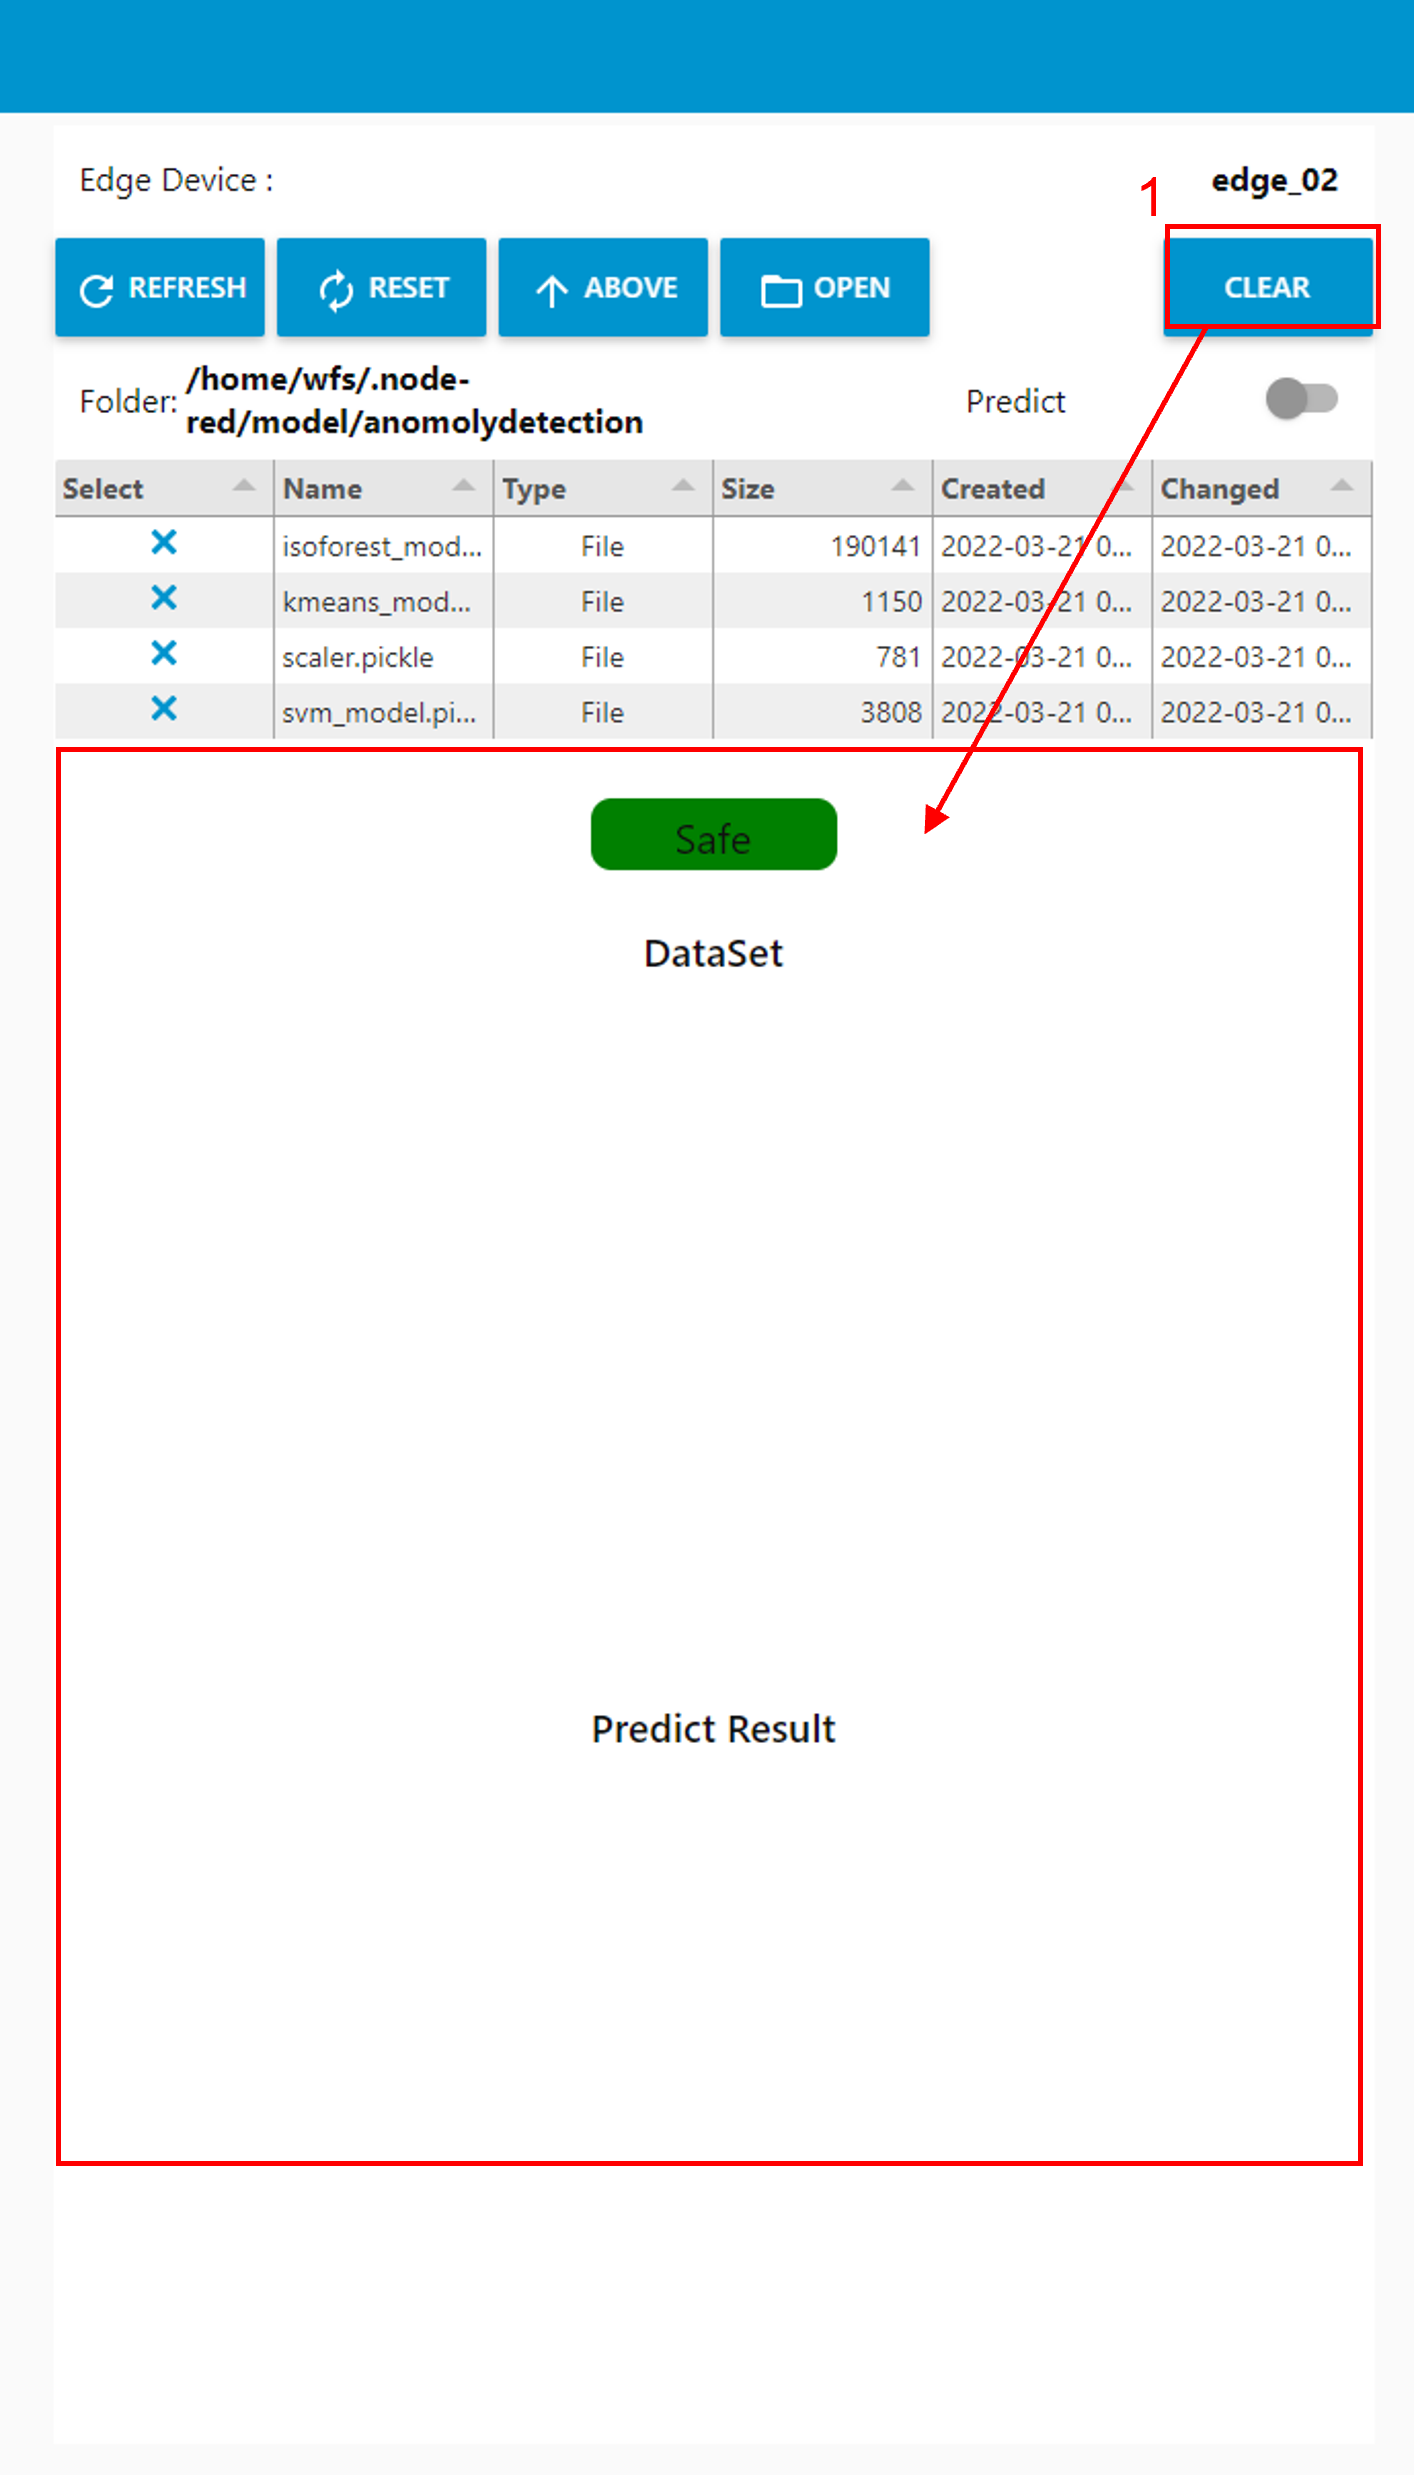 Edge Device :
edge_02
1
REFRESH RESET ABOVE OPEN CLEAR
Folder: /home/wfs/.node-
red/model/anomolydetection
Predict
Select Name Type Size Created Changed
isoforest_mod... File 190141 2022-03-21 0... 2022-03-21 0...
kmeans_mod... File 1150 2022-03-21 0... 2022-03-21 0...
scaler.pickle File 781 2022-03-21 0... 2022-03-21 0...
svm_model.pi... File 3808 2022-03-21 0... 2022-03-21 0...
Safe
DataSet
Predict Result